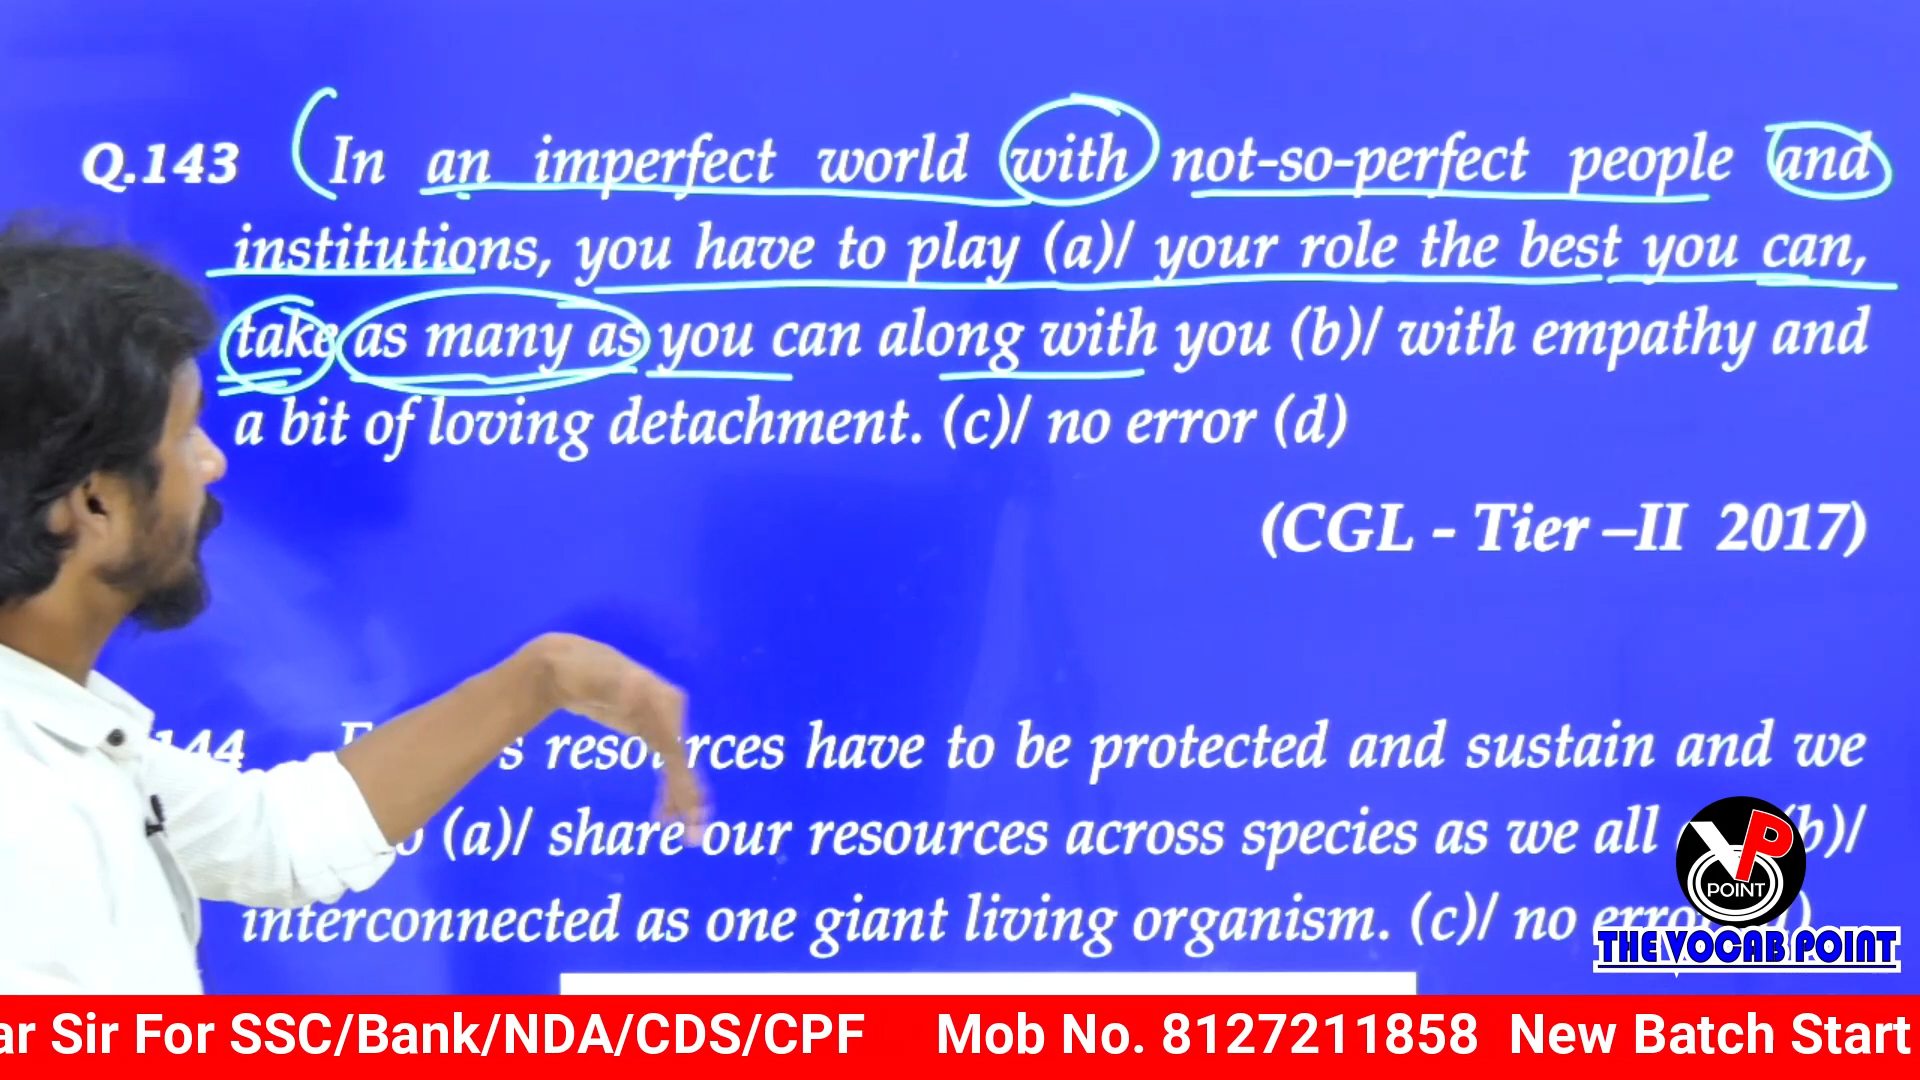 Q.143 In an imperfect world with not-so-perfect people and
institutions, you have to play (a)/ your role the best you can,
take as many as you can along with you (b)/ with empathy and
a bit of loving detachment. (c)/ no error (d)
(CGL - Tier –II 2017)
144 resources have to be protected and sustain and we
(a)/ share our resources across species as we all (b)/
interconnected as one giant living organism. (c)/ no error
VP
POINT
THE VOCAB POINT
Sir For SSC/Bank/NDA/CDS/CPF Mob No. 8127211858 New Batch Start